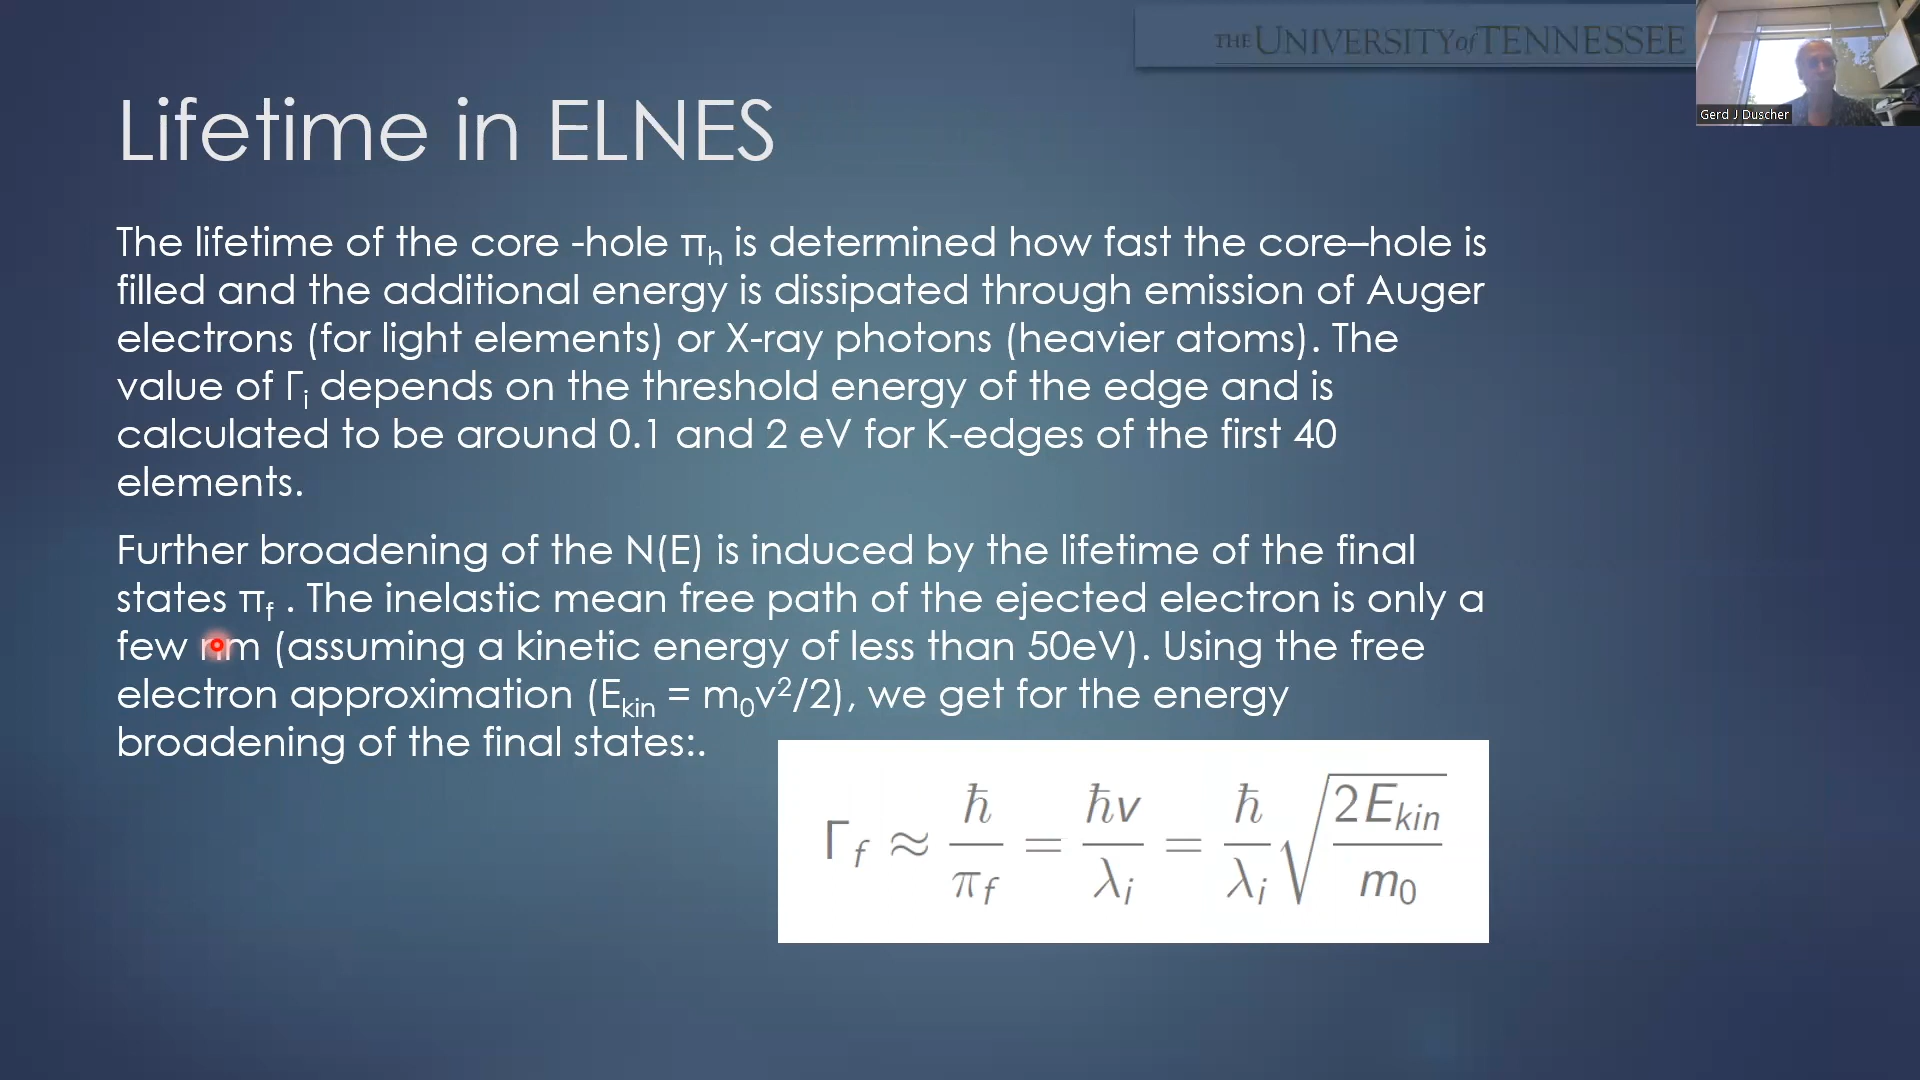 THE UNIVERSITY of TENNESSEE
Gerd J Duscher
Lifetime in ELNES
The lifetime of the core -hole πh is determined how fast the core–hole is
filled and the additional energy is dissipated through emission of Auger
electrons (for light elements) or X-ray photons (heavier atoms). The
value of Γi depends on the threshold energy of the edge and is
calculated to be around 0.1 and 2 eV for K-edges of the first 40
elements.
Further broadening of the N(E) is induced by the lifetime of the final
states πf . The inelastic mean free path of the ejected electron is only a
few nm (assuming a kinetic energy of less than 50eV). Using the free
electron approximation (Ekin = m0v²/2), we get for the energy
broadening of the final states:.
Γf ≈ ħ/πf = ħv/λi = ħ/λi √(2Ekin/m0)